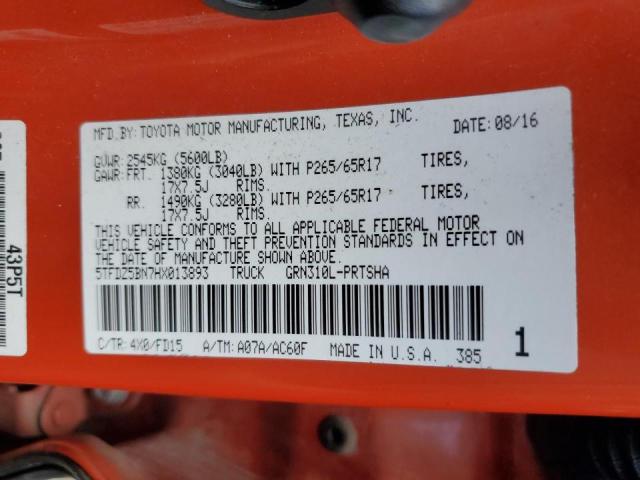 MFD.BY: TOYOTA MOTOR MANUFACTURING, TEXAS, INC. DATE: 08/16
GVWR: 2545KG (5600LB)
GAWR: FRT. 1380KG (3040LB) WITH P265/65R17 TIRES,
17X7.5J RIMS.
RR. 1490KG (3280LB) WITH P265/65R17 TIRES,
17X7.5J RIMS.
THIS VEHICLE CONFORMS TO ALL APPLICABLE FEDERAL MOTOR
VEHICLE SAFETY AND THEFT PREVENTION STANDARDS IN EFFECT ON
THE DATE OF MANUFACTURE SHOWN ABOVE.
5TFDZ5BN7HX013893 TRUCK GRN310L-PRTSHA
C/TR: 4X0/FD15 A/TM: A07A/AC60F MADE IN U.S.A. 385 1
43P5T